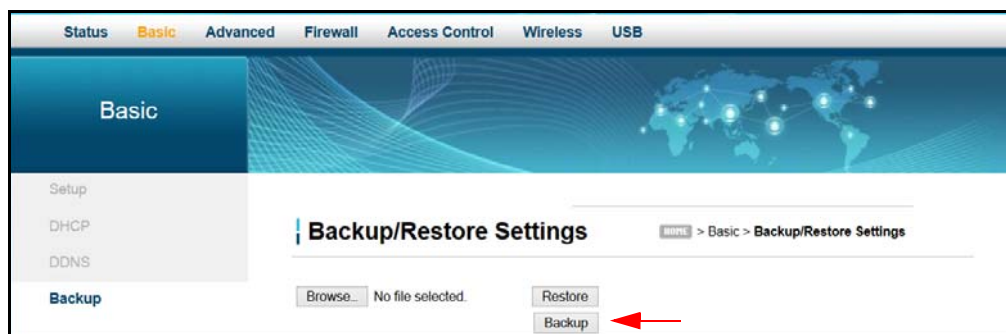 Status Basic Advanced Firewall Access Control Wireless USB
Basic
Setup
DHCP
DDNS
Backup
Backup/Restore Settings
HOME > Basic > Backup/Restore Settings
Browse... No file selected. Restore
Backup